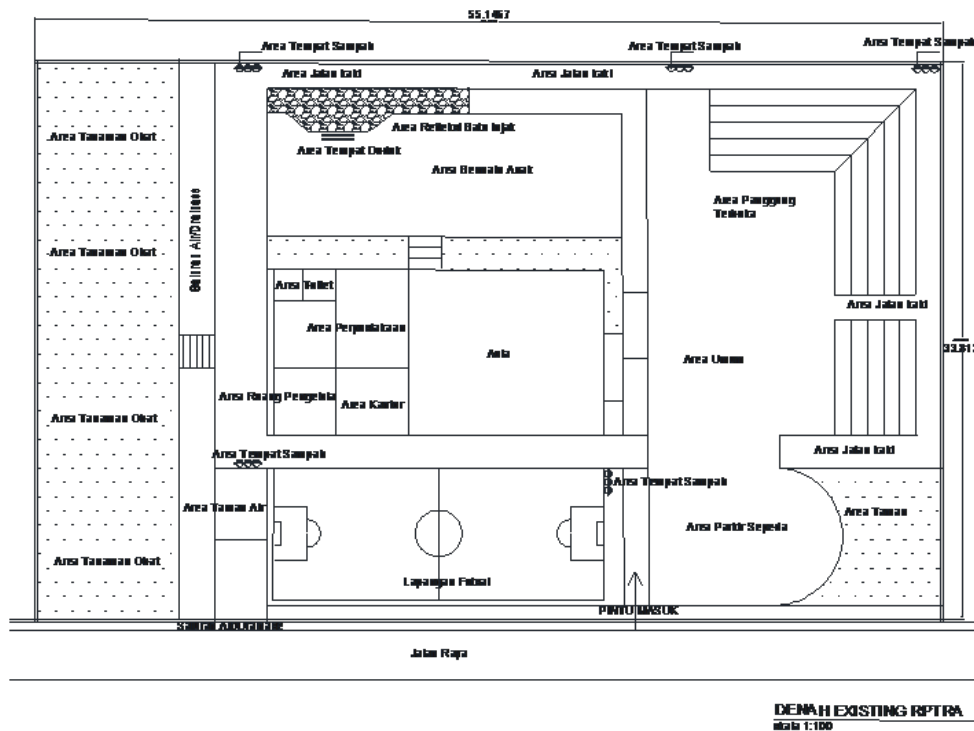 55.1457
Area Tempat Sampah
Area Tempat Sampah
Area Tempat Sampah
Area Jalan kaki
Area Jalan kaki
Area Tanaman Obat
Area Refleksi Batu Injak
Area Tempat Duduk
Area Bermain Anak
Area Panggung
Terbuka
Area Tanaman Obat
Area Toilet
Area Jalan kaki
Area Perpustakaan
Aula
Area Umum
Area Ruang Pengelola
Area Kantor
Area Tanaman Obat
Area Tempat Sampah
Area Jalan kaki
Area Tempat Sampah
Area Taman Air
Area Taman
Area Parkir Sepeda
Area Tanaman Obat
Lapangan Futsal
PINTU MASUK
Jalan Raya
DENAH EXISTING RPTRA
skala 1:100